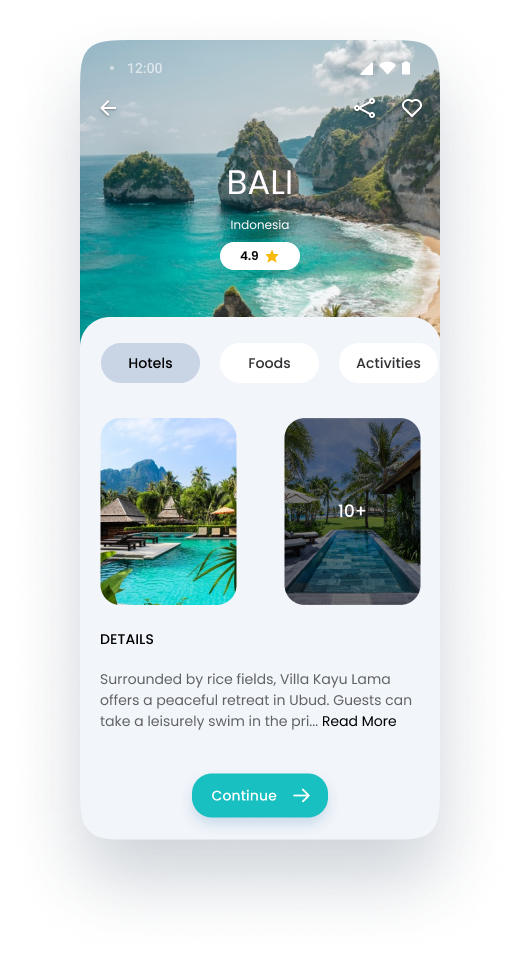 12:00
BALI
Indonesia
4.9
Hotels
Foods
Activities
10+
DETAILS
Surrounded by rice fields, Villa Kayu Lama
offers a peaceful retreat in Ubud. Guests can
take a leisurely swim in the pri... Read More
Continue